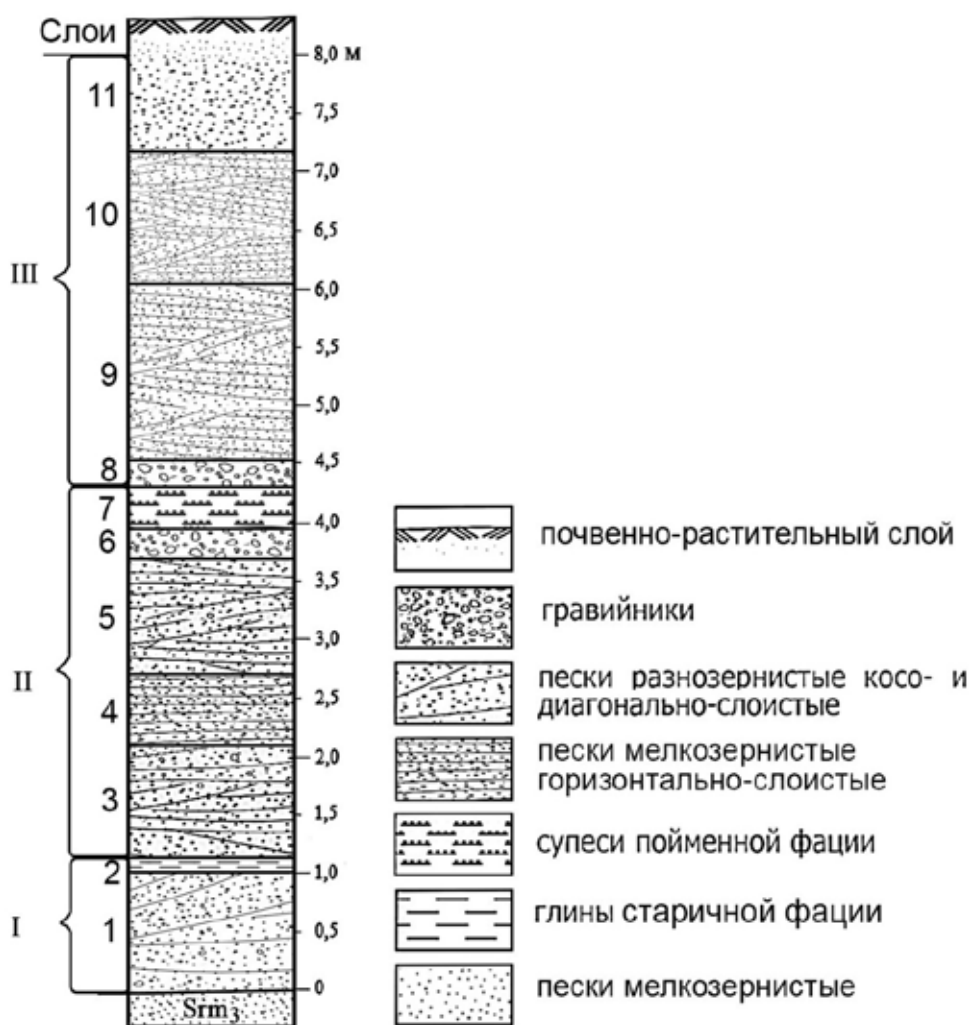 Слои
8,0 м
11
7,5
7,0
10
6,5
III
6,0
5,5
9
5,0
8
4,5
7
4,0
6
3,5
5
3,0
II
2,5
4
2,0
3
1,5
2
1,0
I
1
0,5
0
Srm3
почвенно-растительный слой
гравийники
пески разнозернистые косо- и
диагонально-слоистые
пески мелкозернистые
горизонтально-слоистые
супеси пойменной фации
глины старичной фации
пески мелкозернистые